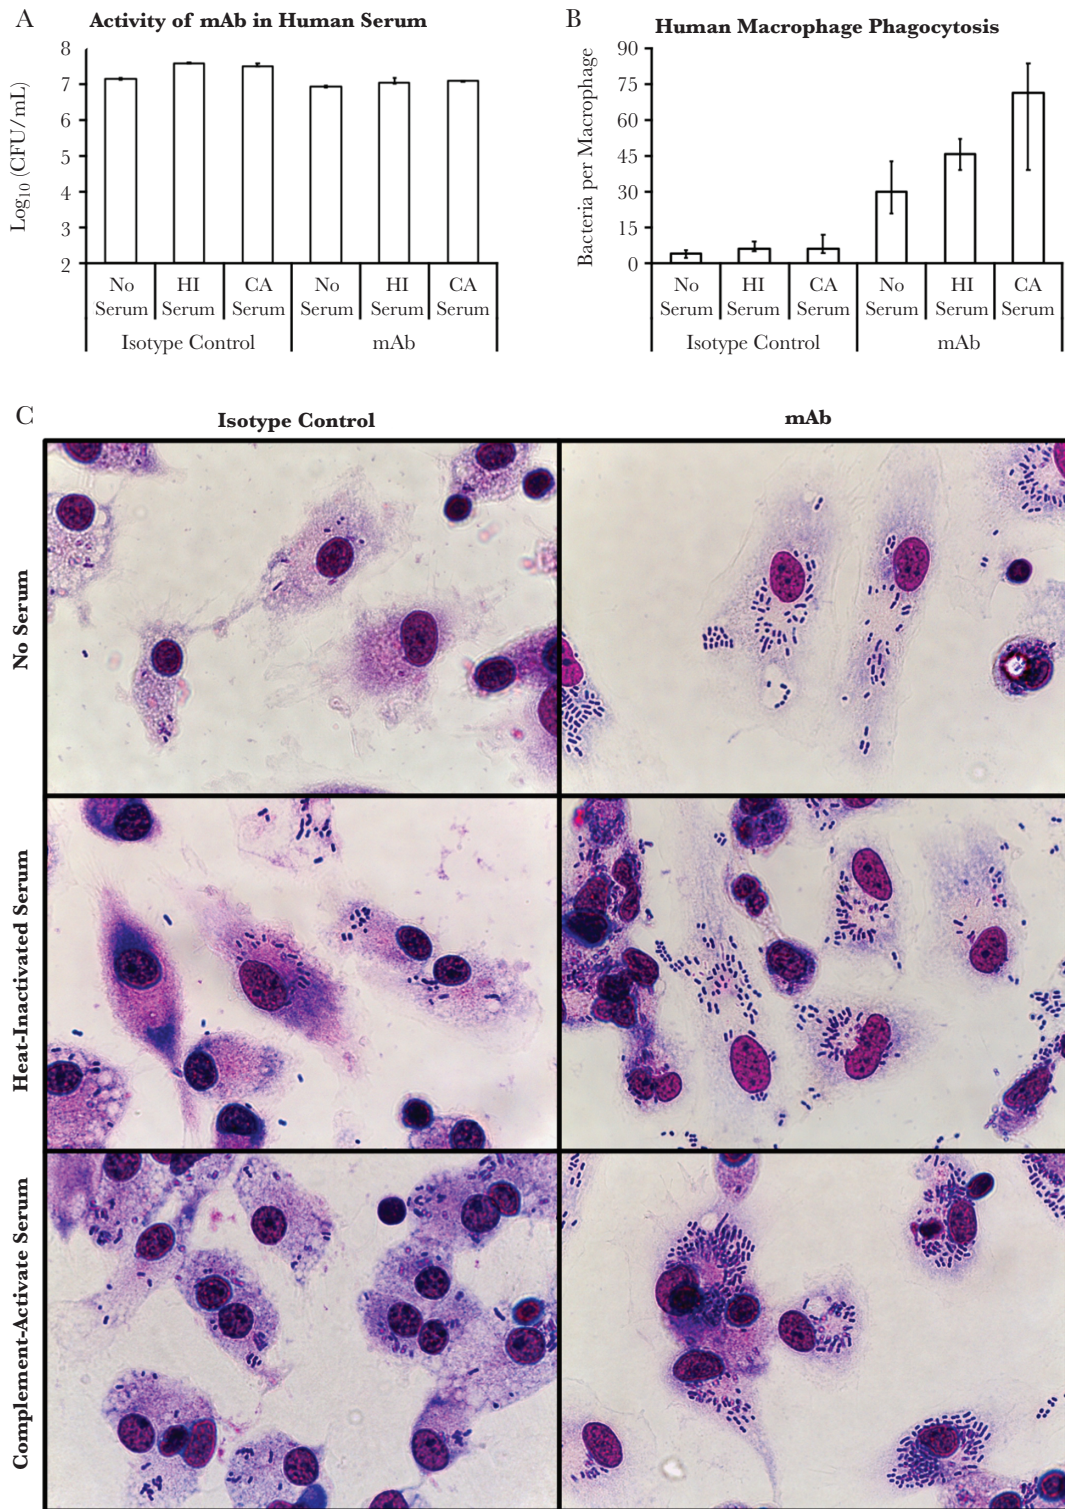 A
Activity of mAb in Human Serum
Log10 (CFU/mL)
8
7
6
5
4
3
2
No Serum
HI Serum
CA Serum
No Serum
HI Serum
CA Serum
Isotype Control
mAb
B
Human Macrophage Phagocytosis
Bacteria per Macrophage
90
75
60
45
30
15
0
No Serum
HI Serum
CA Serum
No Serum
HI Serum
CA Serum
Isotype Control
mAb
C
Isotype Control
mAb
No Serum
Heat-Inactivated Serum
Complement-Activate Serum